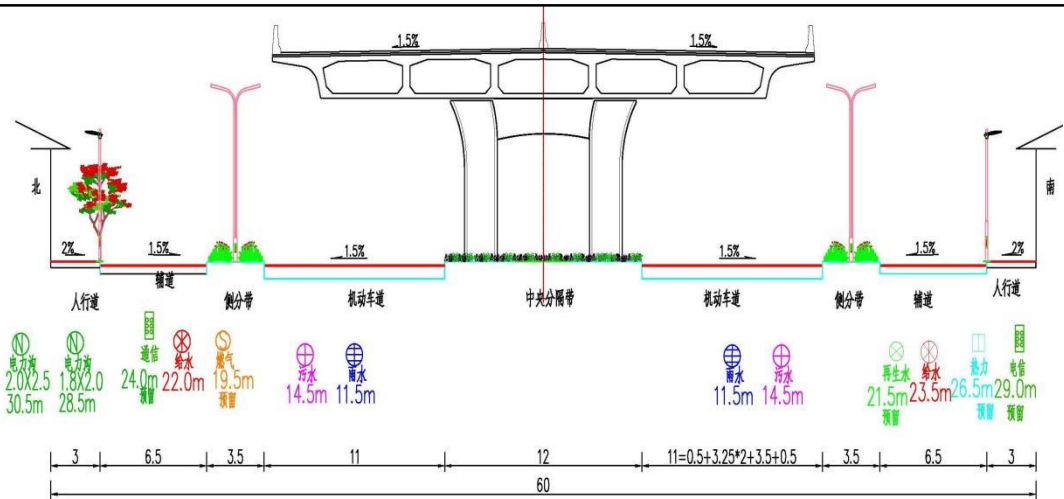 1.5% 1.5%
北 南
2% 1.5% 1.5% 1.5% 1.5% 2%
人行道 辅道 侧分带 机动车道 中央分隔带 机动车道 侧分带 辅道 人行道
N
电力沟
2.0X2.5
30.5m
N
电力沟
1.8X2.0
28.5m
通信
24.0m
预留
给水
22.0m
S
燃气
19.5m
预留
污水
14.5m
雨水
11.5m
雨水
11.5m
污水
14.5m
再生水
21.5m
预留
给水
23.5m
热力
26.5m
预留
电信
29.0m
预留
3 6.5 3.5 11 12 11=0.5+3.25*2+3.5+0.5 3.5 6.5 3
60